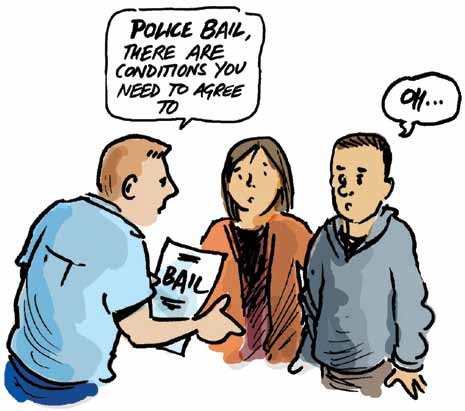 POLICE BAIL,
THERE ARE
CONDITIONS YOU
NEED TO AGREE
TO
OH...
BAIL